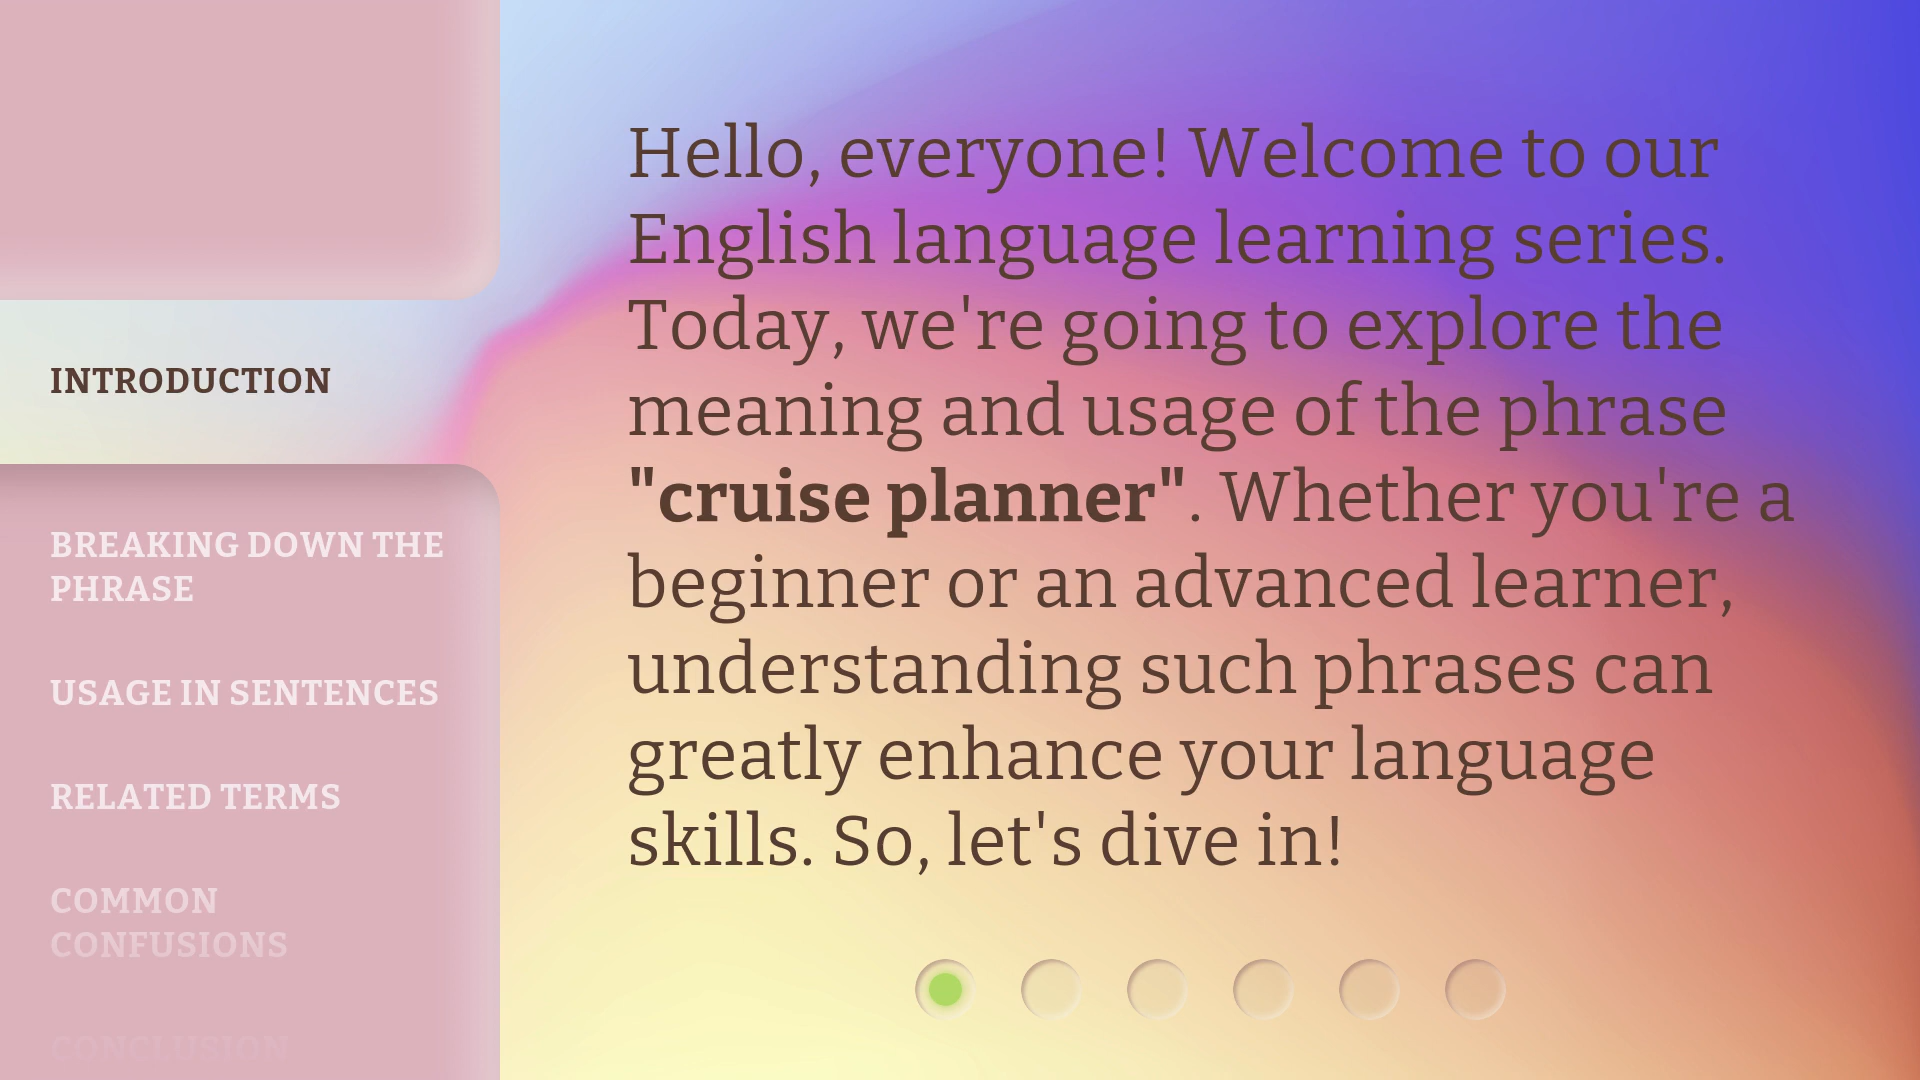 INTRODUCTION
BREAKING DOWN THE
PHRASE
USAGE IN SENTENCES
RELATED TERMS
COMMON
CONFUSIONS
CONCLUSION
Hello, everyone! Welcome to our
English language learning series.
Today, we're going to explore the
meaning and usage of the phrase
"cruise planner". Whether you're a
beginner or an advanced learner,
understanding such phrases can
greatly enhance your language
skills. So, let's dive in!